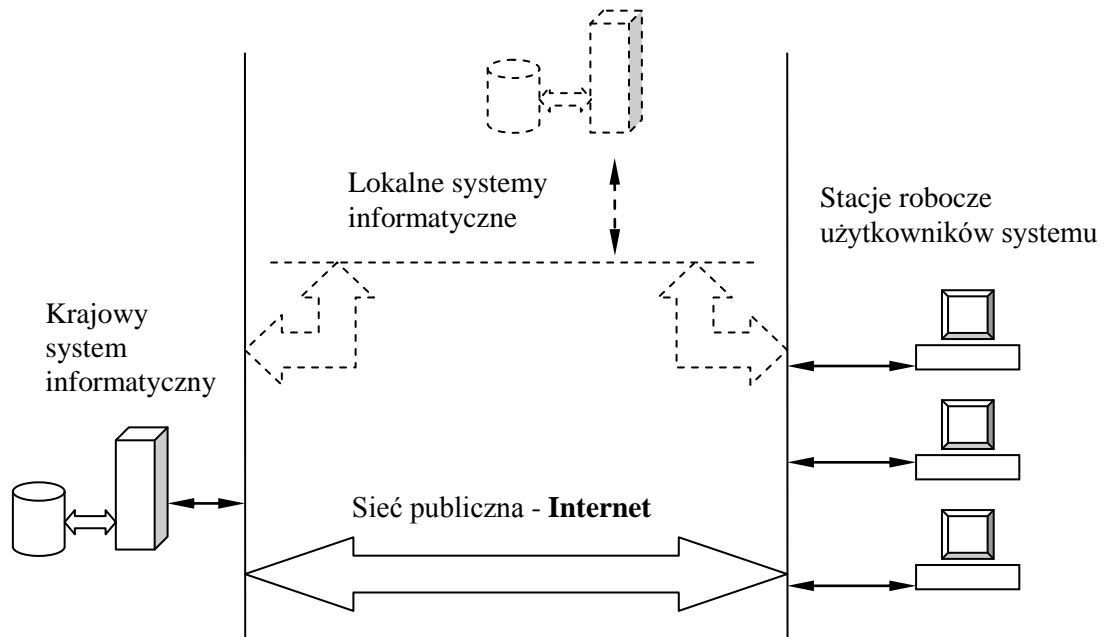 Lokalne systemy
informatyczne
Stacje robocze
użytkowników systemu
Krajowy
system
informatyczny
Sieć publiczna - Internet